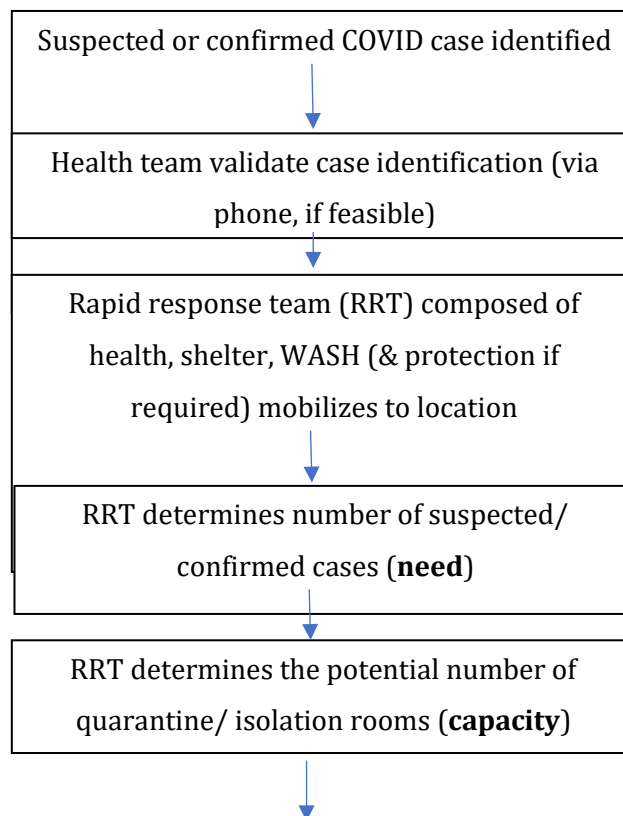 Suspected or confirmed COVID case identified
Health team validate case identification (via
phone, if feasible)
Rapid response team (RRT) composed of
health, shelter, WASH (& protection if
required) mobilizes to location
RRT determines number of suspected/
confirmed cases (need)
RRT determines the potential number of
quarantine/ isolation rooms (capacity)